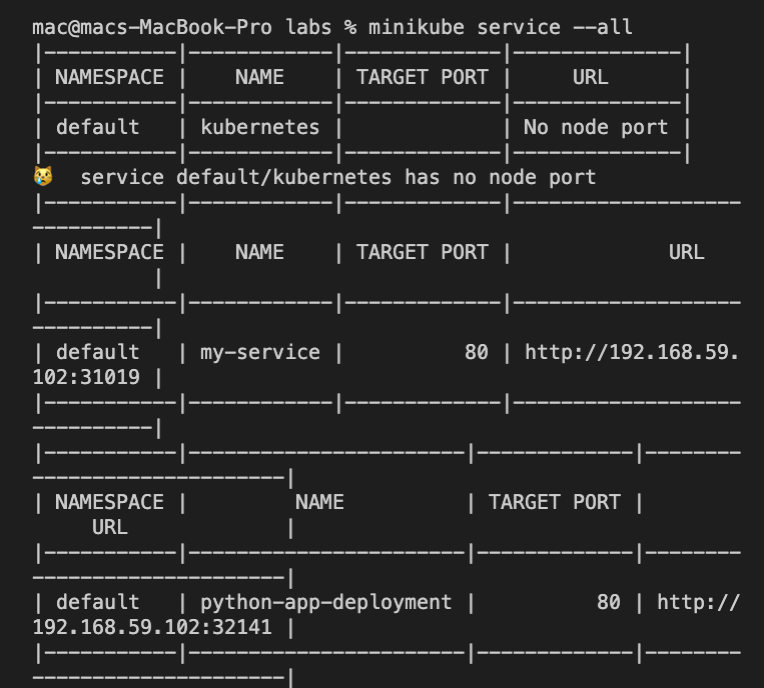 mac@macs-MacBook-Pro labs % minikube service --all
|-----------|------------|-------------|--------------|
| NAMESPACE |    NAME    | TARGET PORT |     URL      |
|-----------|------------|-------------|--------------|
| default   | kubernetes |             | No node port |
|-----------|------------|-------------|--------------|
😿  service default/kubernetes has no node port
|-----------|------------|-------------|-------------------
----------|
| NAMESPACE |    NAME    | TARGET PORT |             URL
          |
|-----------|------------|-------------|-------------------
----------|
| default   | my-service |          80 | http://192.168.59.
102:31019 |
|-----------|------------|-------------|-------------------
----------|
|-----------|-----------------------|-------------|--------
---------------------|
| NAMESPACE |         NAME          | TARGET PORT |
     URL             |
|-----------|-----------------------|-------------|--------
---------------------|
| default   | python-app-deployment |          80 | http://
192.168.59.102:32141 |
|-----------|-----------------------|-------------|--------
---------------------|